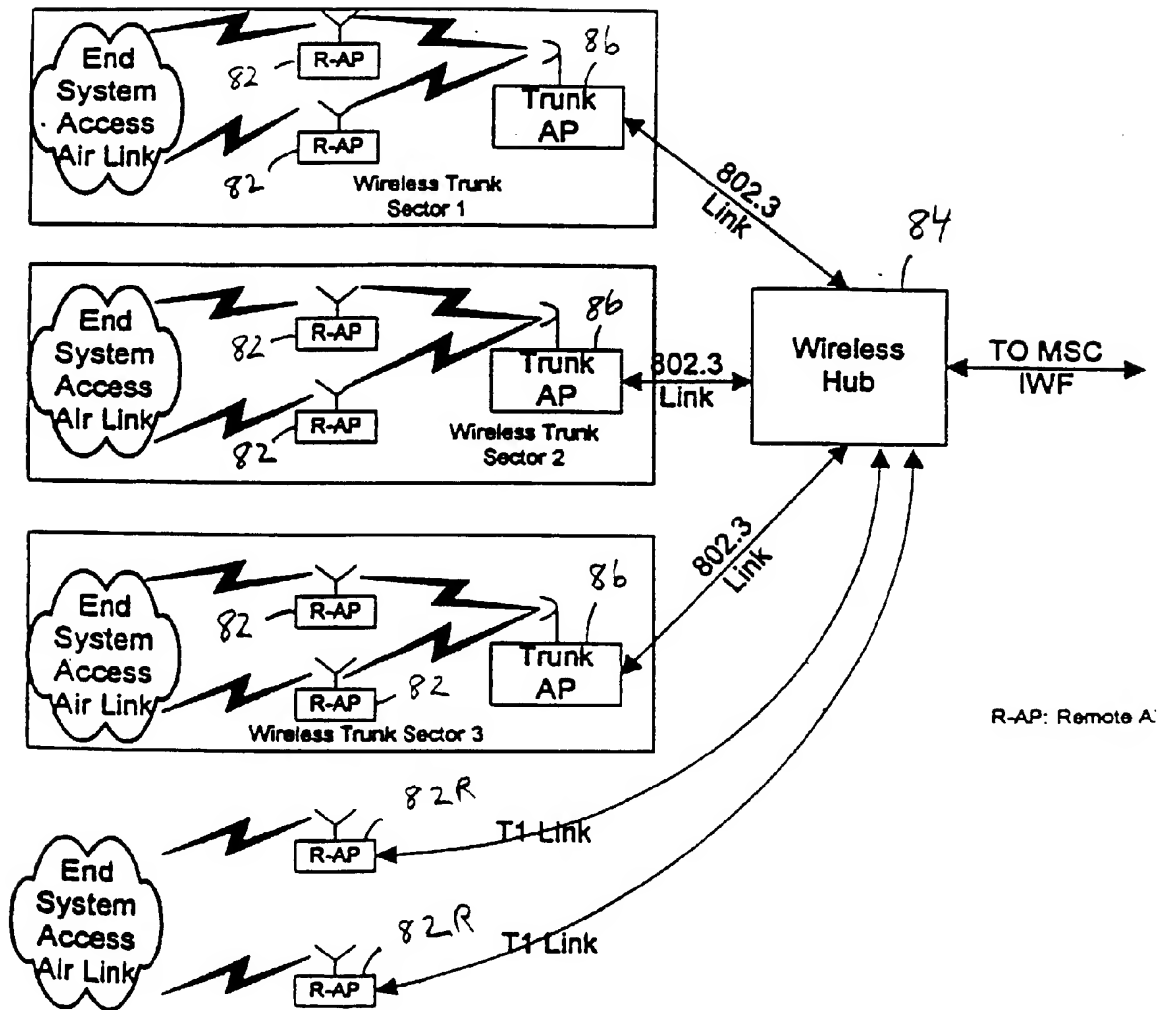 End
System
Access
Air Link
82
R-AP
82
R-AP
86
Trunk
AP
Wireless Trunk
Sector 1
802.3
Link
84
End
System
Access
Air Link
82
R-AP
82
R-AP
86
Trunk
AP
Wireless Trunk
Sector 2
802.3
Link
Wireless
Hub
TO MSC
IWF
End
System
Access
Air Link
82
R-AP
82
R-AP
86
Trunk
AP
Wireless Trunk Sector 3
802.3
Link
R-AP: Remote A
End
System
Access
Air Link
82R
R-AP
T1 Link
82R
R-AP
T1 Link